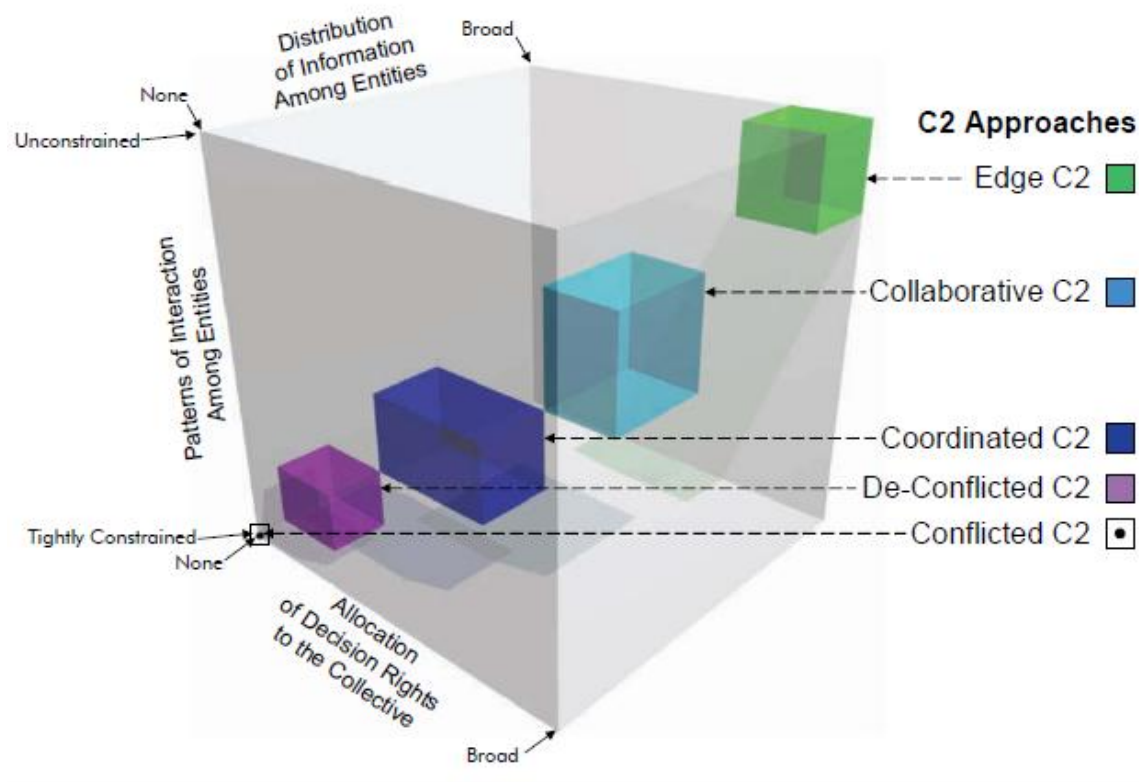 Distribution
of Information
Among Entities
Broad
None
Unconstrained
C2 Approaches
Edge C2
Collaborative C2
Patterns of Interaction
Among Entities
Coordinated C2
De-Conflicted C2
Conflicted C2
Tightly Constrained
None
Allocation
of Decision Rights
to the Collective
Broad